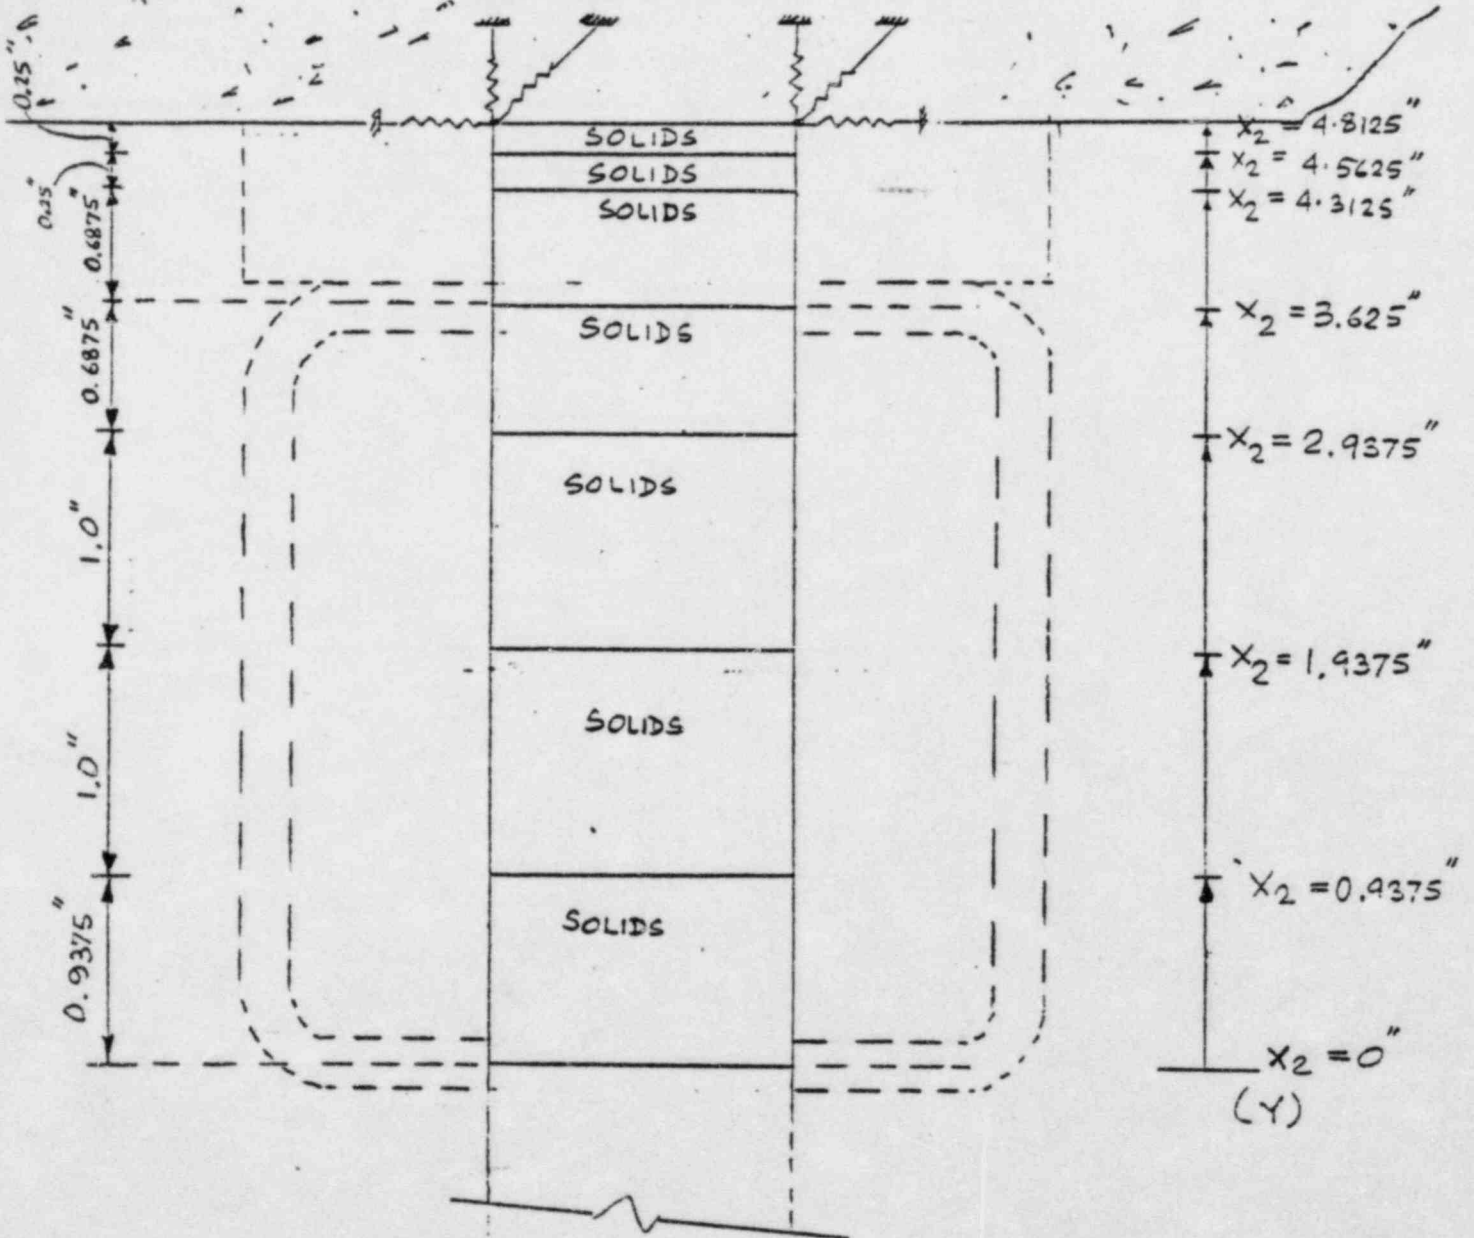 0.25"
SOLIDS
X₂ = 4.8125"
SOLIDS
X₂ = 4.5625"
0.25"
SOLIDS
X₂ = 4.3125"
0.6875"
SOLIDS
X₂ = 3.625"
0.6875"
X₂ = 2.9375"
SOLIDS
1.0"
X₂ = 1.9375"
SOLIDS
1.0"
X₂ = 0.9375"
SOLIDS
0.9375"
X₂ = 0"
(Y)